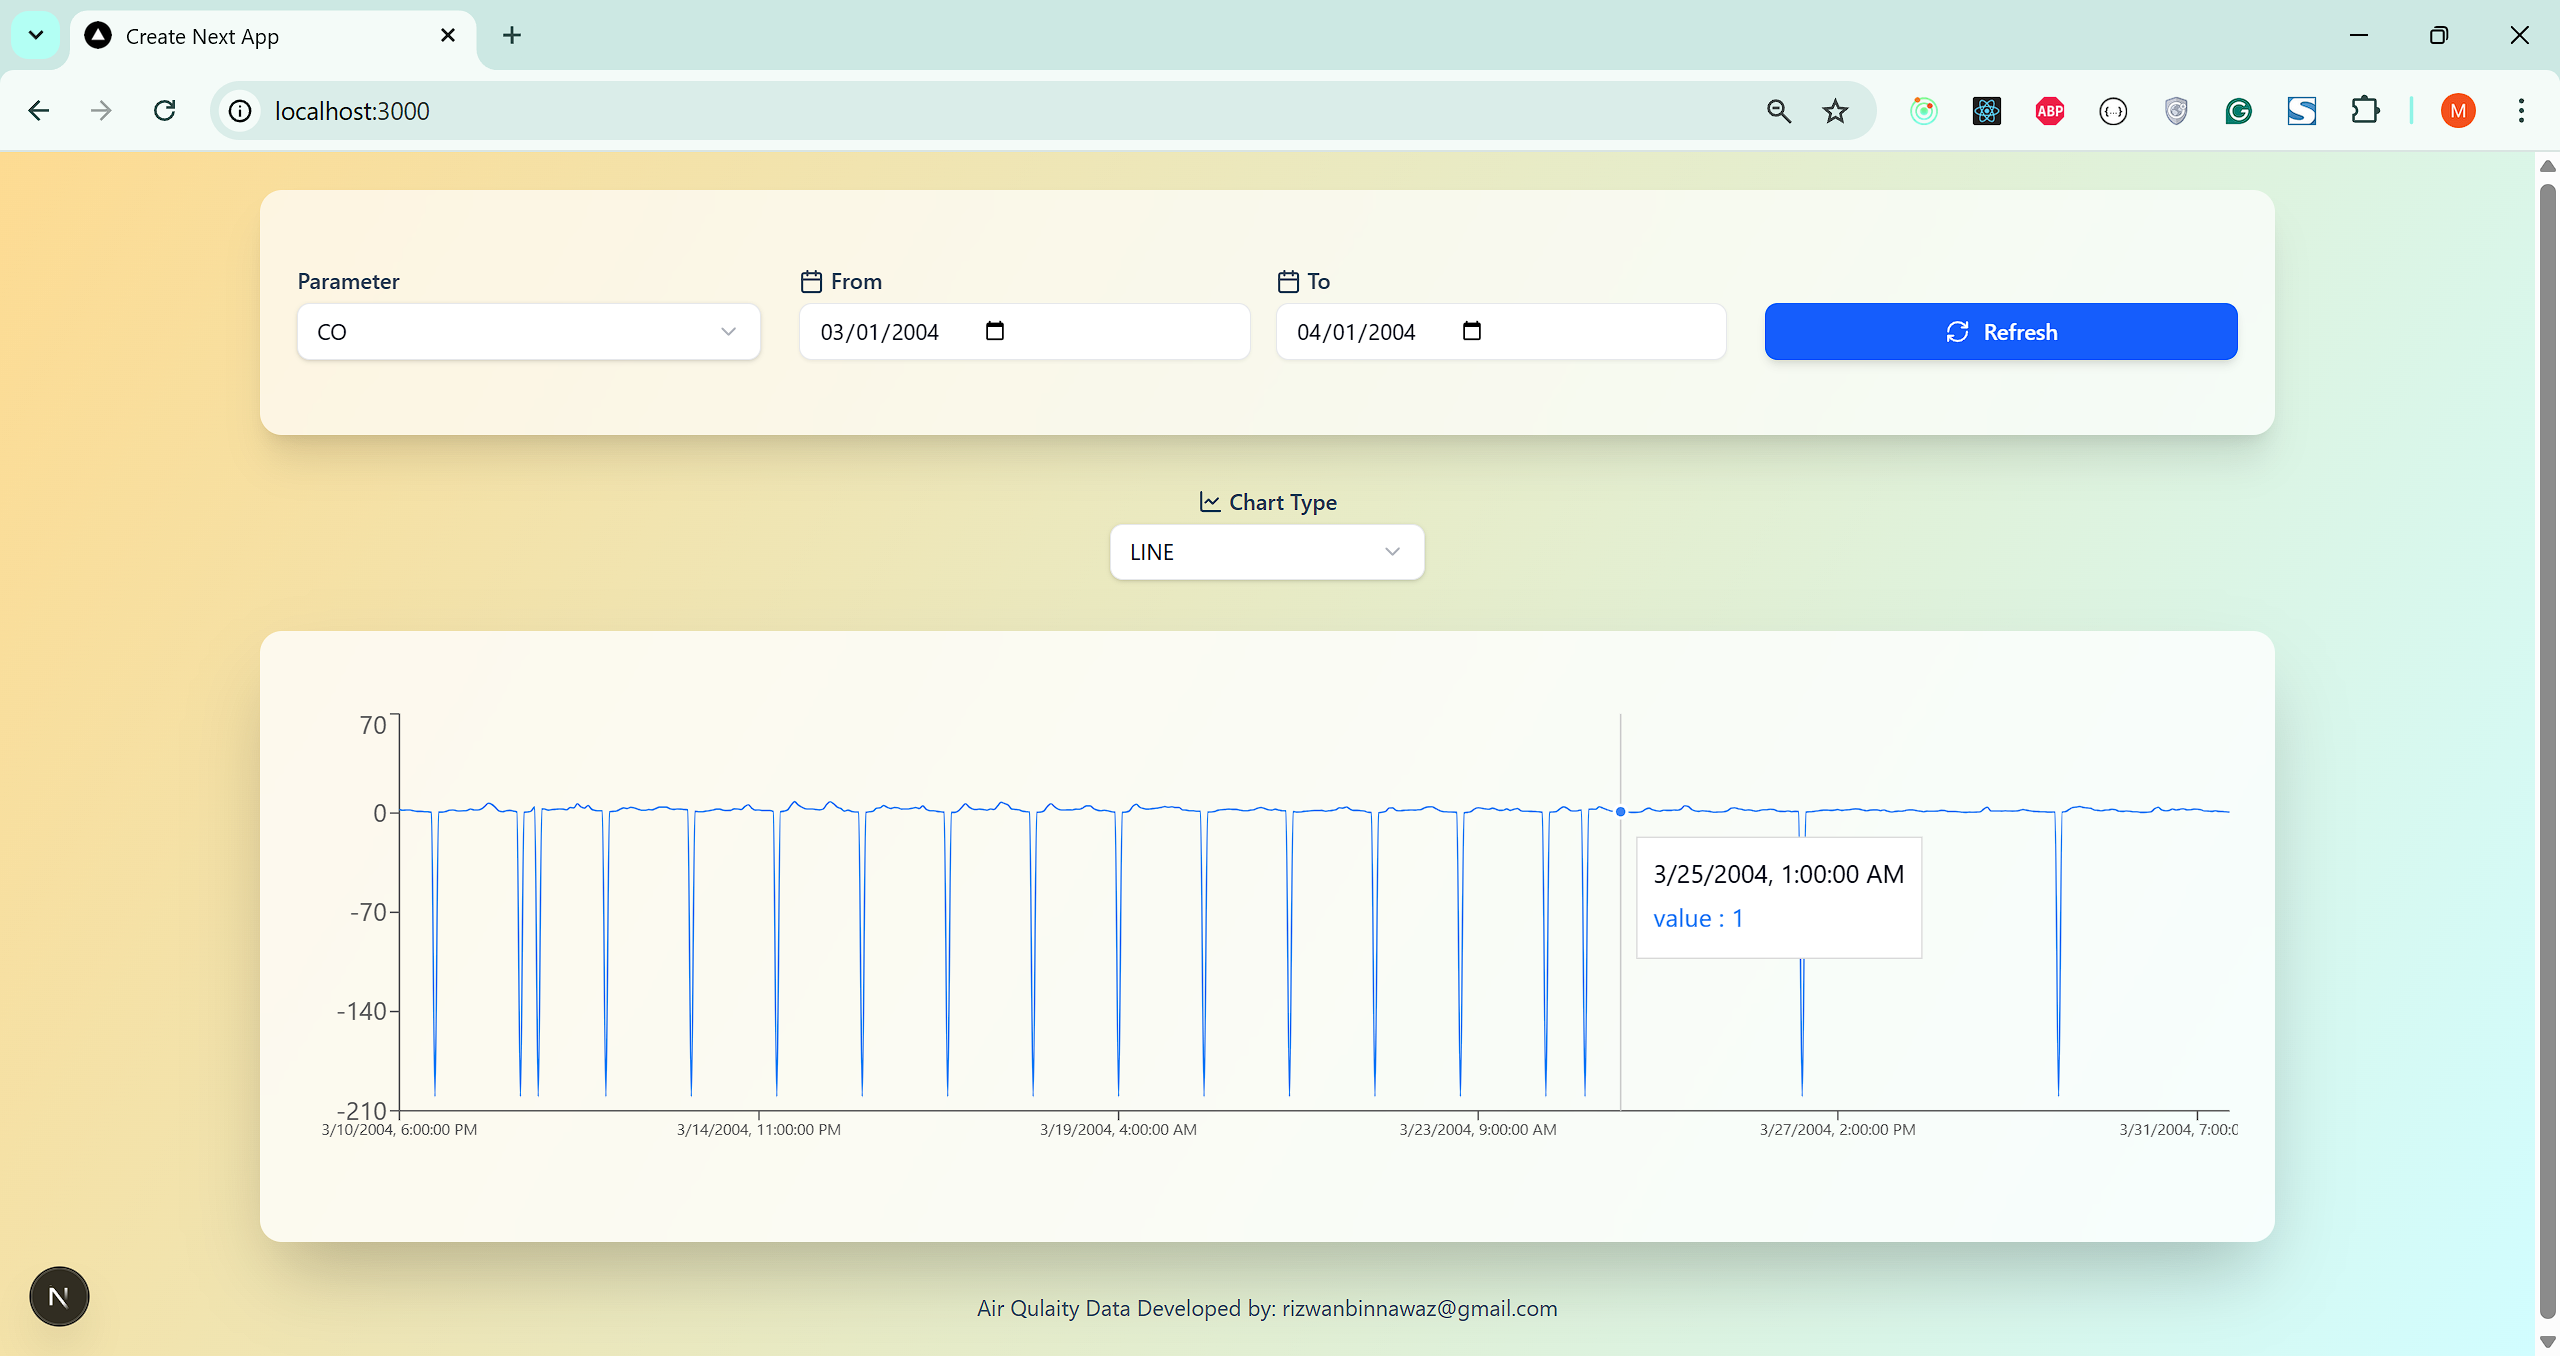 Create Next App
localhost:3000
ABP
M
Parameter
From
To
CO
03/01/2004
04/01/2004
Refresh
Chart Type
LINE
70
0
-70
-140
-210
3/25/2004, 1:00:00 AM
value : 1
3/10/2004, 6:00:00 PM
3/14/2004, 11:00:00 PM
3/19/2004, 4:00:00 AM
3/23/2004, 9:00:00 AM
3/27/2004, 2:00:00 PM
3/31/2004, 7:00:0
N
Air Qulaity Data Developed by: rizwanbinnawaz@gmail.com